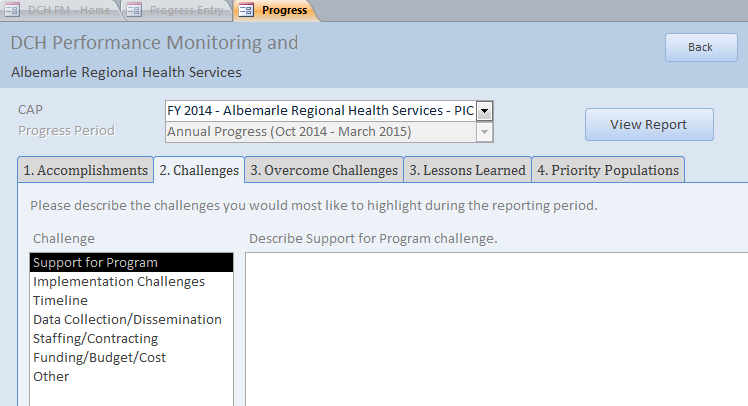 DCH PM - Home
Progress Entry
Progress
DCH Performance Monitoring and
Back
Albemarle Regional Health Services
CAP
FY 2014 - Albemarle Regional Health Services - PIC
Progress Period
Annual Progress (Oct 2014 - March 2015)
View Report
1. Accomplishments
2. Challenges
3. Overcome Challenges
3. Lessons Learned
4. Priority Populations
Please describe the challenges you would most like to highlight during the reporting period.
Challenge
Describe Support for Program challenge.
Support for Program
Implementation Challenges
Timeline
Data Collection/Dissemination
Staffing/Contracting
Funding/Budget/Cost
Other